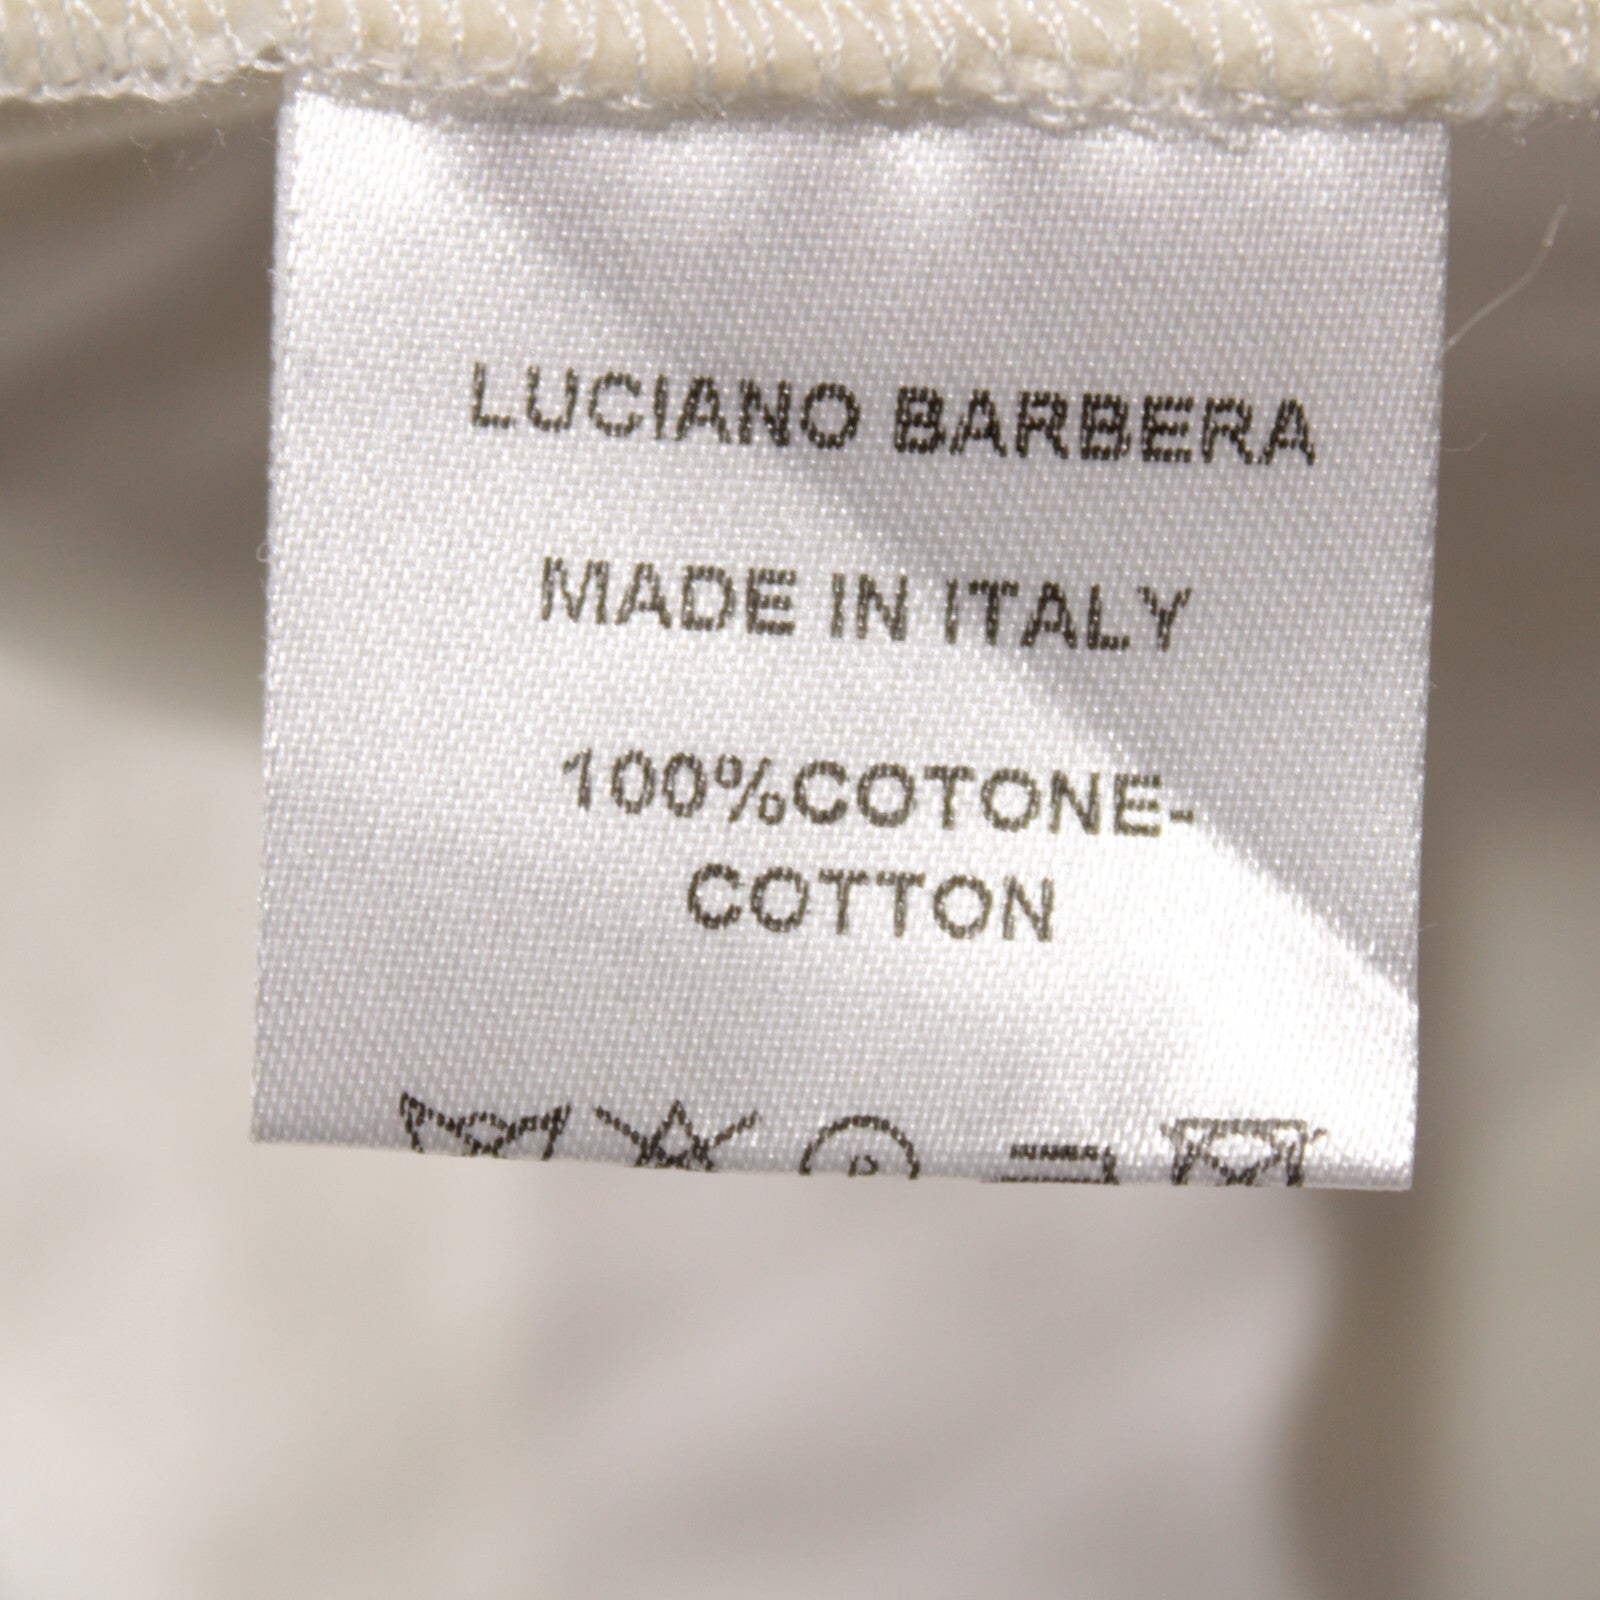 LUCIANO BARBERA
MADE IN ITALY
100%COTONE-
COTTON
P